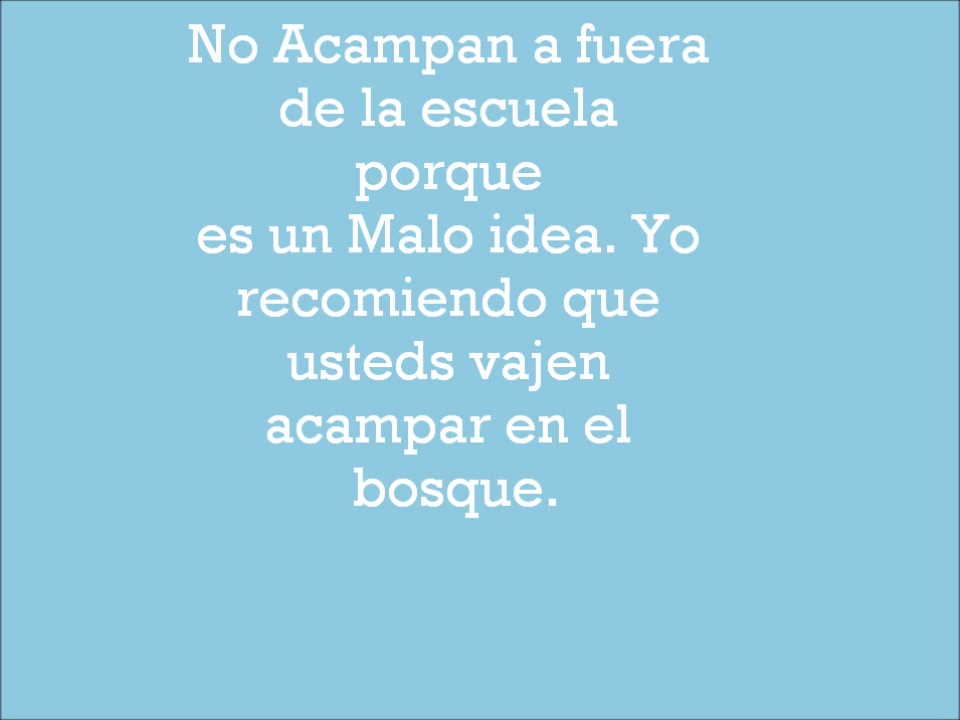 No Acampan a fuera
de la escuela
porque
es un Malo idea. Yo
recomiendo que
usteds vajen
acampar en el
bosque.